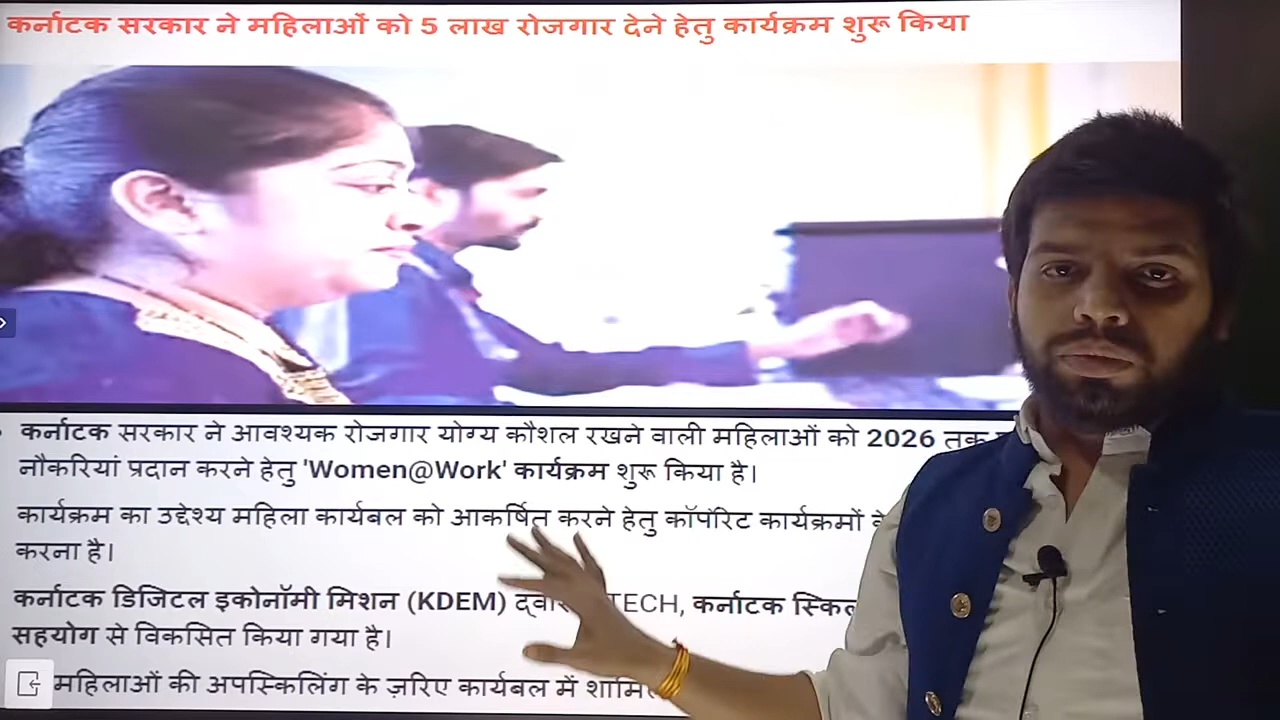 कर्नाटक सरकार ने महिलाओं को 5 लाख रोजगार देने हेतु कार्यक्रम शुरू किया
कर्नाटक सरकार ने आवश्यक रोजगार योग्य कौशल रखने वाली महिलाओं को 2026 तक
नौकरियां प्रदान करने हेतु 'Women@Work' कार्यक्रम शुरू किया है।
कार्यक्रम का उद्देश्य महिला कार्यबल को आकर्षित करने हेतु कॉर्पोरेट कार्यक्रमों
करना है।
कर्नाटक डिजिटल इकोनॉमी मिशन (KDEM) TECH, कर्नाटक
सहयोग से विकसित किया गया है।
महिलाओं की अपस्किलिंग के ज़रिए कार्यबल में